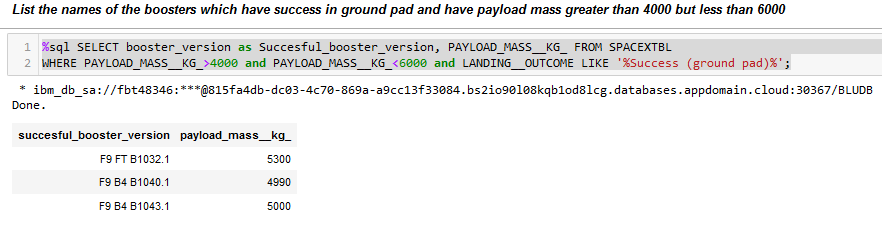 List the names of the boosters which have success in ground pad and have payload mass greater than 4000 but less than 6000
1 %sql SELECT booster_version as Succesful_booster_version, PAYLOAD_MASS__KG_ FROM SPACEXTBL
2 WHERE PAYLOAD_MASS__KG_>4000 and PAYLOAD_MASS__KG_<6000 and LANDING__OUTCOME LIKE '%Success (ground pad)%';
* ibm_db_sa://fbt48346:***@815fa4db-dc03-4c70-869a-a9cc13f33084.bs2io90l08kqb1od8lcg.databases.appdomain.cloud:30367/BLUDB
Done.
succesful_booster_version payload_mass__kg_
F9 FT B1032.1 5300
F9 B4 B1040.1 4990
F9 B4 B1043.1 5000